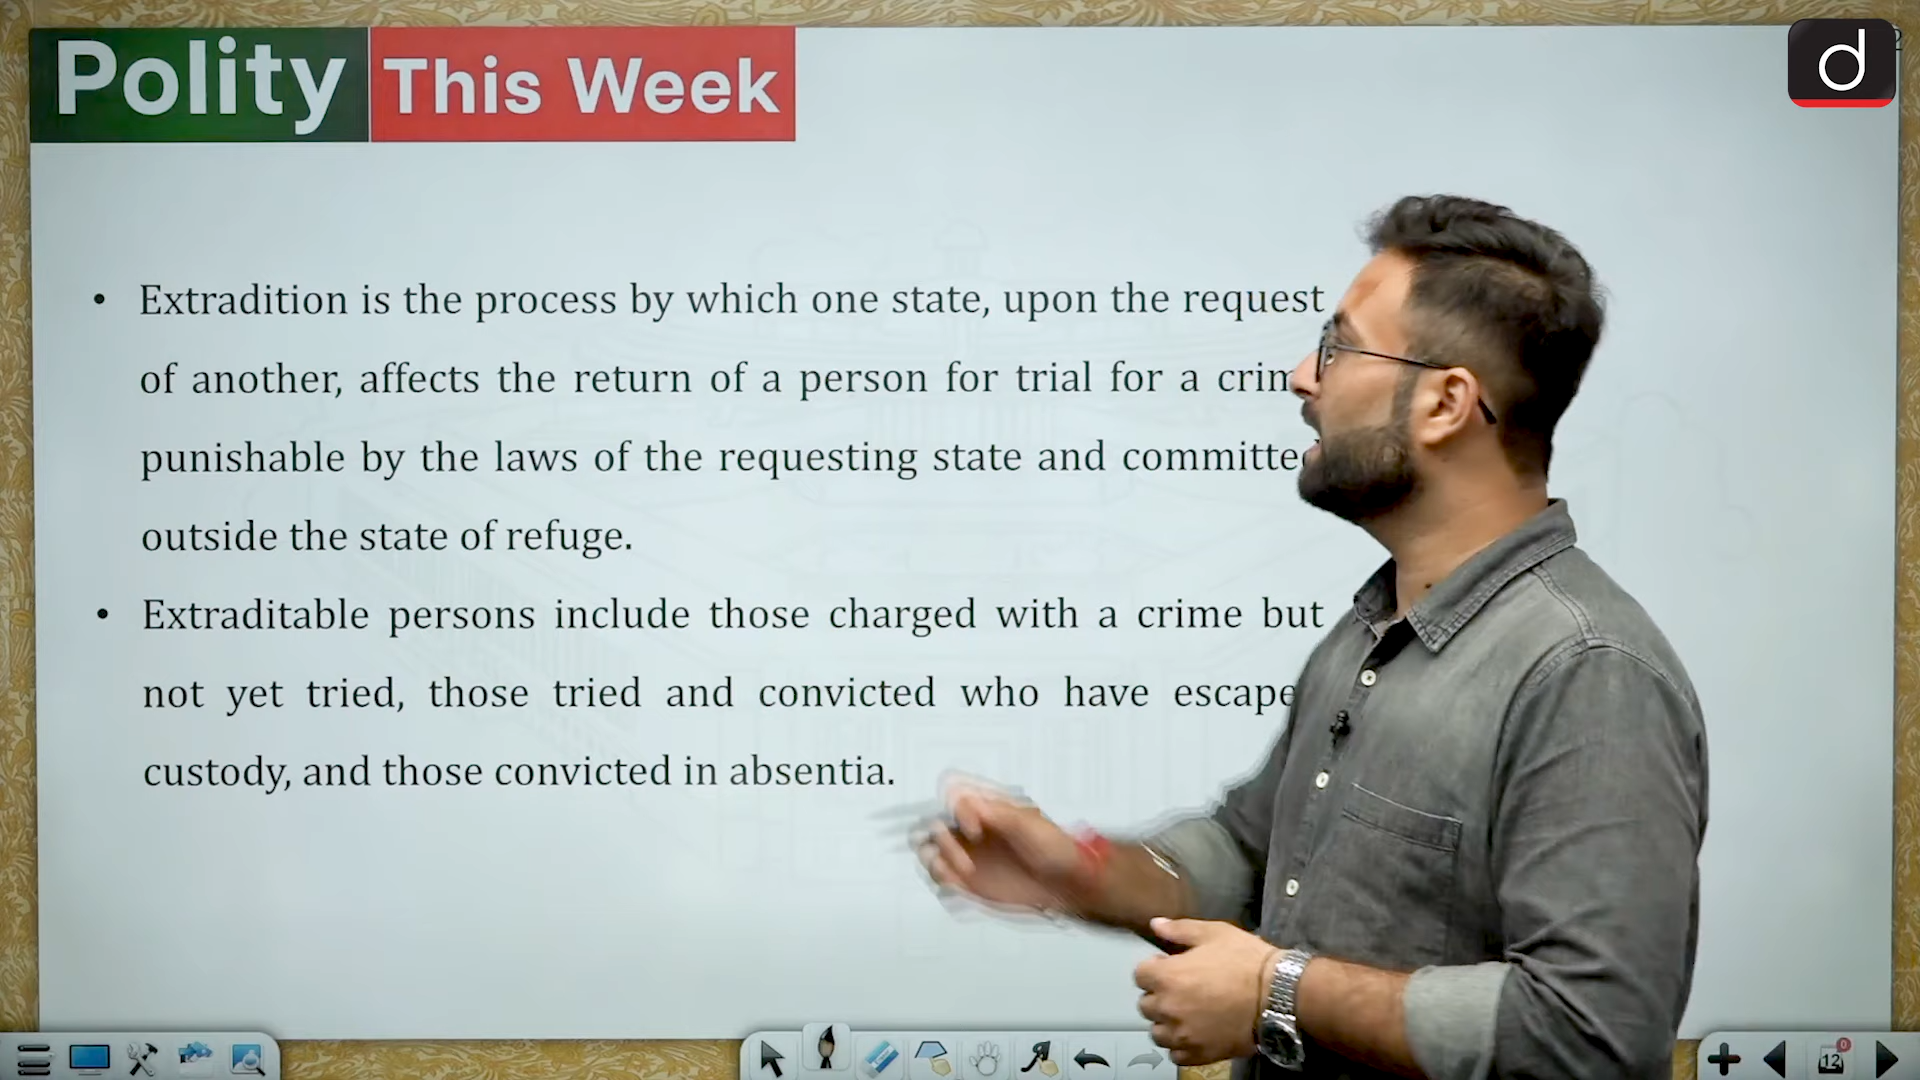 Polity This Week
d
• Extradition is the process by which one state, upon the request
of another, affects the return of a person for trial for a crim
punishable by the laws of the requesting state and committe
outside the state of refuge.
• Extraditable persons include those charged with a crime but
not yet tried, those tried and convicted who have escape
custody, and those convicted in absentia.
0
12